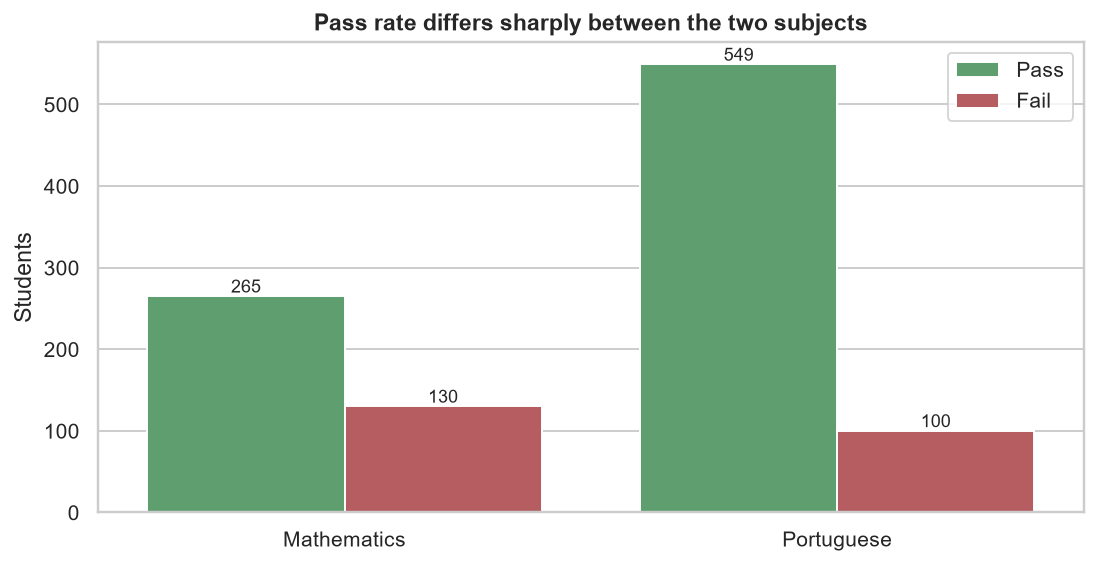 Pass rate differs sharply between the two subjects
549
Pass
Fail
500
400
300
265
200
130
100
100
0
Students
Mathematics
Portuguese